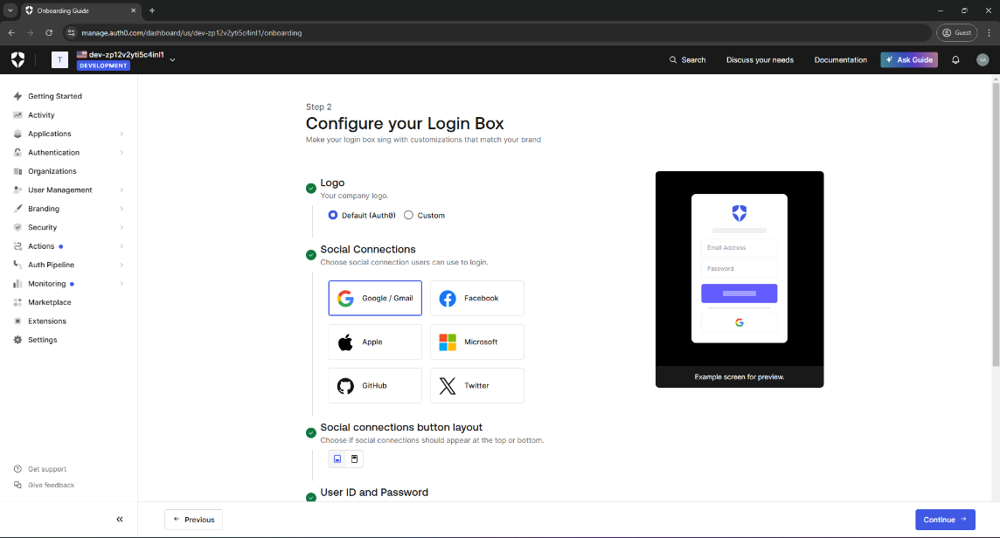 Onboarding Guide
manage.auth0.com/dashboard/us/dev-zp12v2yti5c4inl1/onboarding
Guest
T
dev-zp12v2yti5c4inl1
DEVELOPMENT
Search
Discuss your needs
Documentation
Ask Guide
SA
Getting Started
Activity
Applications
Authentication
Organizations
User Management
Branding
Security
Actions
Auth Pipeline
Monitoring
Marketplace
Extensions
Settings
Get support
Give feedback
Step 2
Configure your Login Box
Make your login box sing with customizations that match your brand
Logo
Your company logo.
Default (Auth0)
Custom
Social Connections
Choose social connection users can use to login.
Google / Gmail
Facebook
Apple
Microsoft
GitHub
Twitter
Social connections button layout
Choose if social connections should appear at the top or bottom.
User ID and Password
Email Address
Password
Example screen for preview.
Previous
Continue